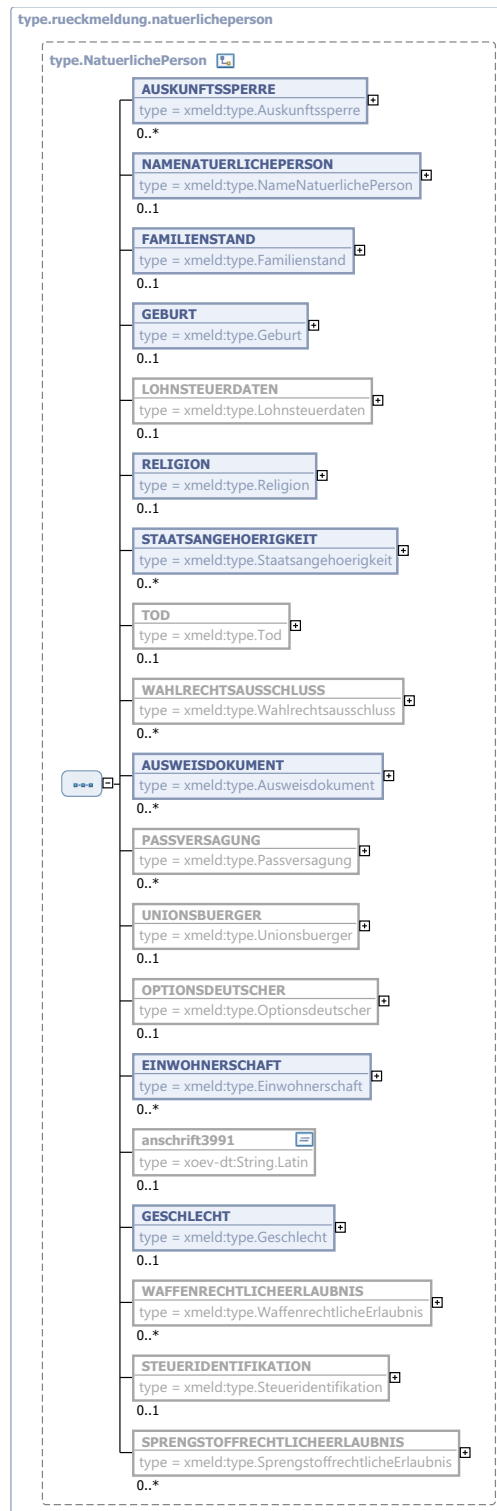 type.rueckmeldung.natuerlicheperson
type.NatuerlichePerson
AUSKUNFTSSPERRE
type = xmeld:type.Auskunftssperre
0..*
NAMENATUERLICHEPERSON
type = xmeld:type.NameNatuerlichePerson
0..1
FAMILIENSTAND
type = xmeld:type.Familienstand
0..1
GEBURT
type = xmeld:type.Geburt
0..1
LOHNSTEUERDATEN
type = xmeld:type.Lohnsteuerdaten
0..1
RELIGION
type = xmeld:type.Religion
0..1
STAATSANGEHOERIGKEIT
type = xmeld:type.Staatsangehoerigkeit
0..*
TOD
type = xmeld:type.Tod
0..1
WAHLRECHTSAUSSCHLUSS
type = xmeld:type.Wahlrechtsausschluss
0..*
AUSWEISDOKUMENT
type = xmeld:type.Ausweisdokument
0..*
PASSVERSAGUNG
type = xmeld:type.Passversagung
0..*
UNIONSBUERGER
type = xmeld:type.Unionsbuerger
0..1
OPTIONSDEUTSCHER
type = xmeld:type.Optionsdeutscher
0..1
EINWOHNERSCHAFT
type = xmeld:type.Einwohnerschaft
0..*
anschrift3991
type = xoev-dt:String.Latin
0..1
GESCHLECHT
type = xmeld:type.Geschlecht
0..1
WAFFENRECHTLICHEERLAUBNIS
type = xmeld:type.WaffenrechtlicheErlaubnis
0..*
STEUERIDENTIFIKATION
type = xmeld:type.Steueridentifikation
0..1
SPRENGSTOFFRECHTLICHEERLAUBNIS
type = xmeld:type.SprengstoffrechtlicheErlaubnis
0..*